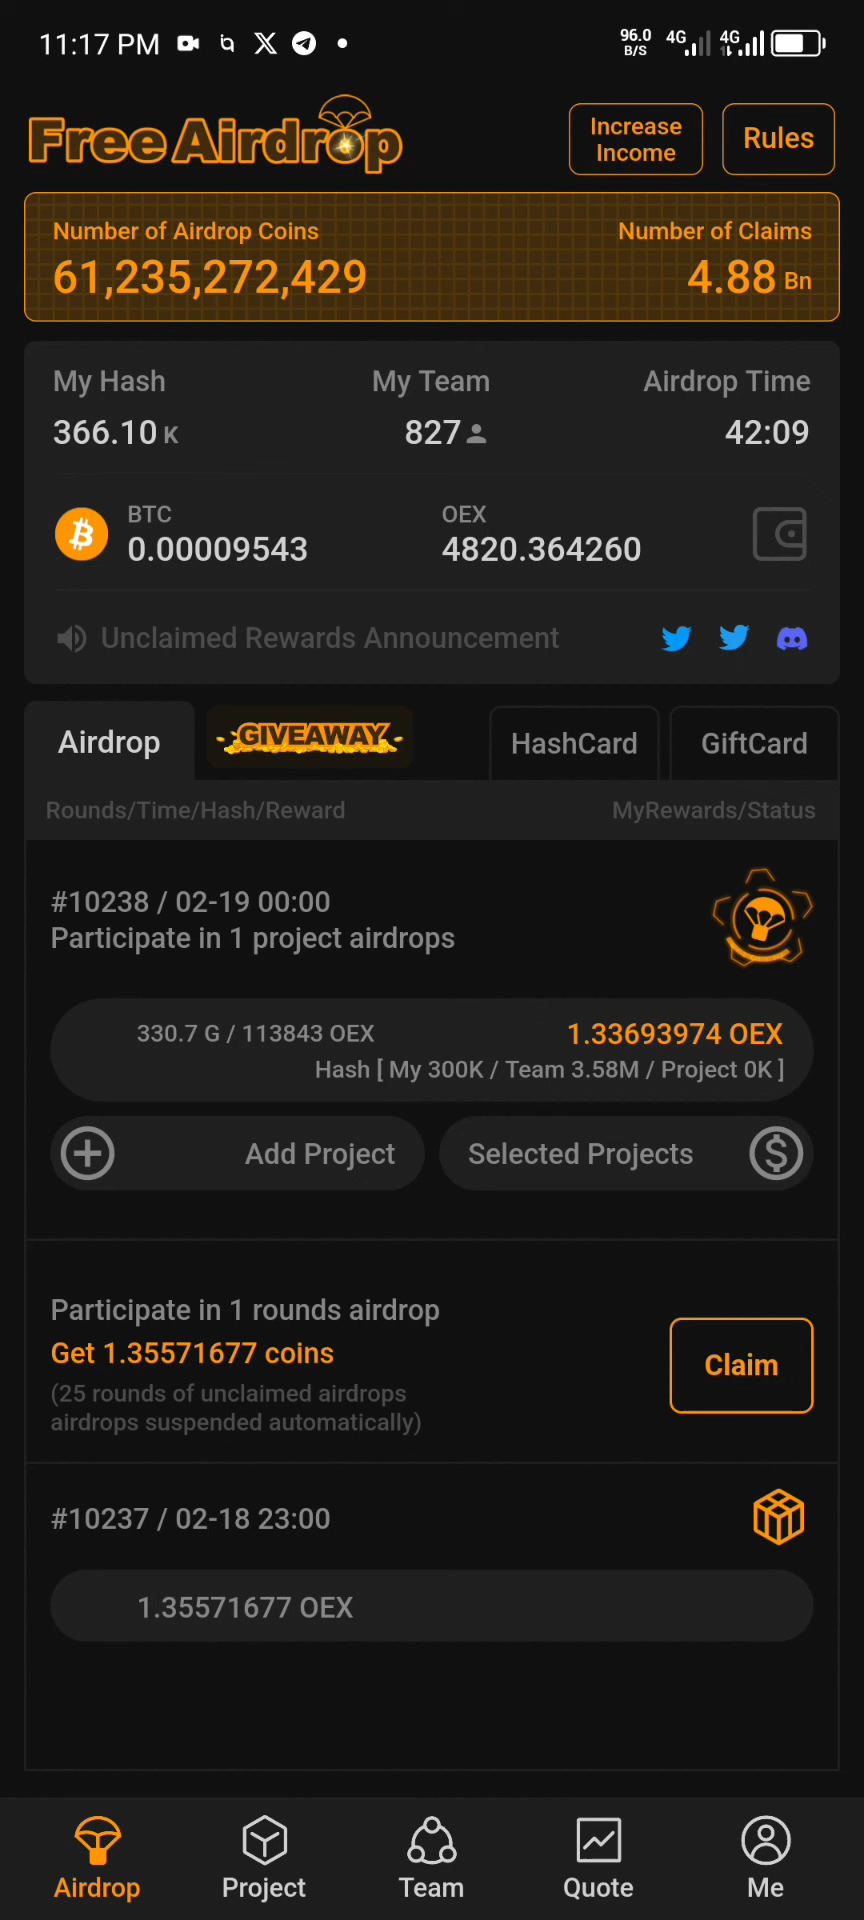 11:17 PM
96.0 B/S 4G 4G
Free Airdrop
Increase Income
Rules
Number of Airdrop Coins
Number of Claims
61,235,272,429
4.88 Bn
My Hash
My Team
Airdrop Time
366.10 K
827
42:09
BTC
OEX
0.00009543
4820.364260
Unclaimed Rewards Announcement
Airdrop
GIVEAWAY
HashCard
GiftCard
Rounds/Time/Hash/Reward
MyRewards/Status
#10238 / 02-19 00:00
Participate in 1 project airdrops
330.7 G / 113843 OEX
1.33693974 OEX
Hash [ My 300K / Team 3.58M / Project 0K ]
Add Project
Selected Projects
Participate in 1 rounds airdrop
Get 1.35571677 coins
(25 rounds of unclaimed airdrops
airdrops suspended automatically)
Claim
#10237 / 02-18 23:00
1.35571677 OEX
Airdrop
Project
Team
Quote
Me